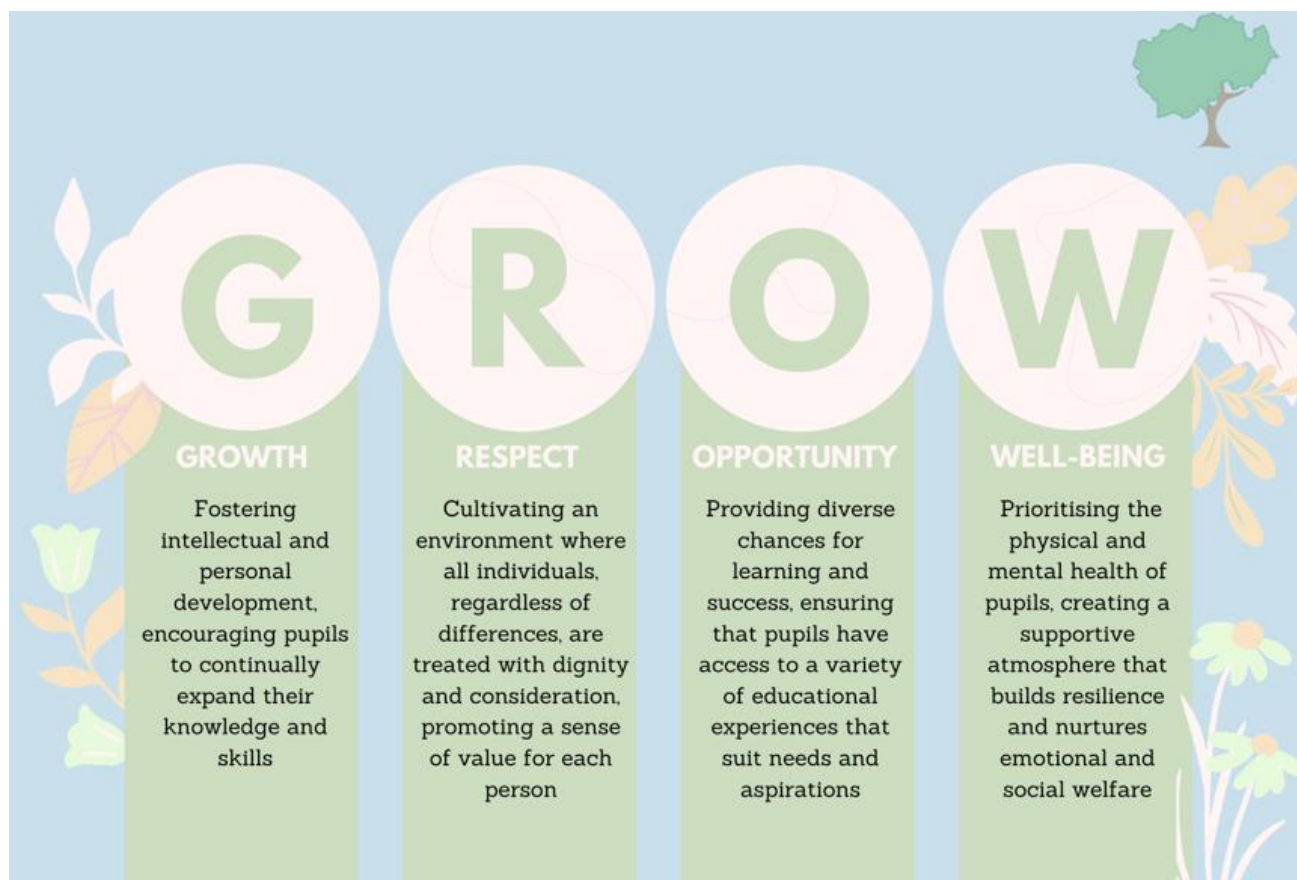 G
GROWTH
Fostering
intellectual and
personal
development,
encouraging pupils
to continually
expand their
knowledge and
skills
R
RESPECT
Cultivating an
environment where
all individuals,
regardless of
differences, are
treated with dignity
and consideration,
promoting a sense
of value for each
person
O
OPPORTUNITY
Providing diverse
chances for
learning and
success, ensuring
that pupils have
access to a variety
of educational
experiences that
suit needs and
aspirations
W
WELL-BEING
Prioritising the
physical and
mental health of
pupils, creating a
supportive
atmosphere that
builds resilience
and nurtures
emotional and
social welfare